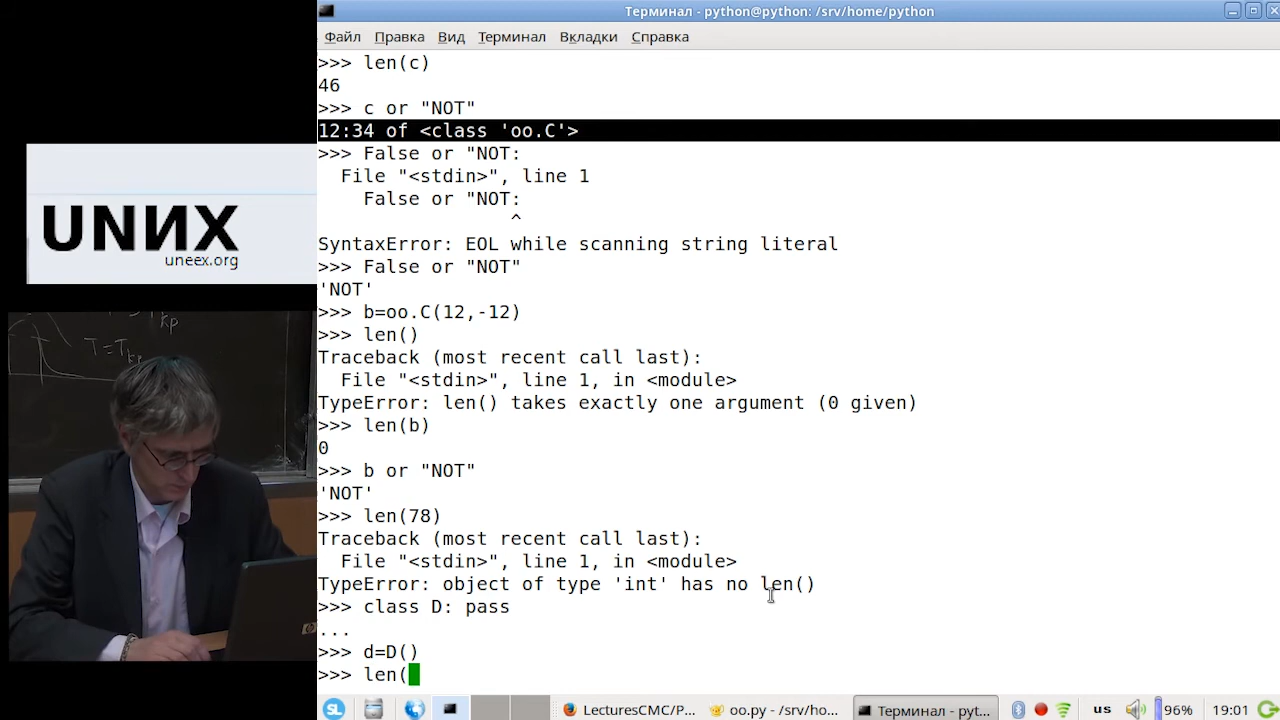 Терминал - python@python: /srv/home/python
Файл Правка Вид Терминал Вкладки Справка
>>> len(c)
46
>>> c or "NOT"
12:34 of <class 'oo.C'>
>>> False or "NOT:
  File "<stdin>", line 1
    False or "NOT:
                 ^
SyntaxError: EOL while scanning string literal
>>> False or "NOT"
'NOT'
>>> b=oo.C(12,-12)
>>> len()
Traceback (most recent call last):
  File "<stdin>", line 1, in <module>
TypeError: len() takes exactly one argument (0 given)
>>> len(b)
0
>>> b or "NOT"
'NOT'
>>> len(78)
Traceback (most recent call last):
  File "<stdin>", line 1, in <module>
TypeError: object of type 'int' has no len()
>>> class D: pass
...
>>> d=D()
>>> len(
UNИX
uneex.org
T=Tкр
кр
hp
SL
LecturesCMC/P...
oo.py - /srv/ho...
Терминал - pyt...
us
96%
19:01